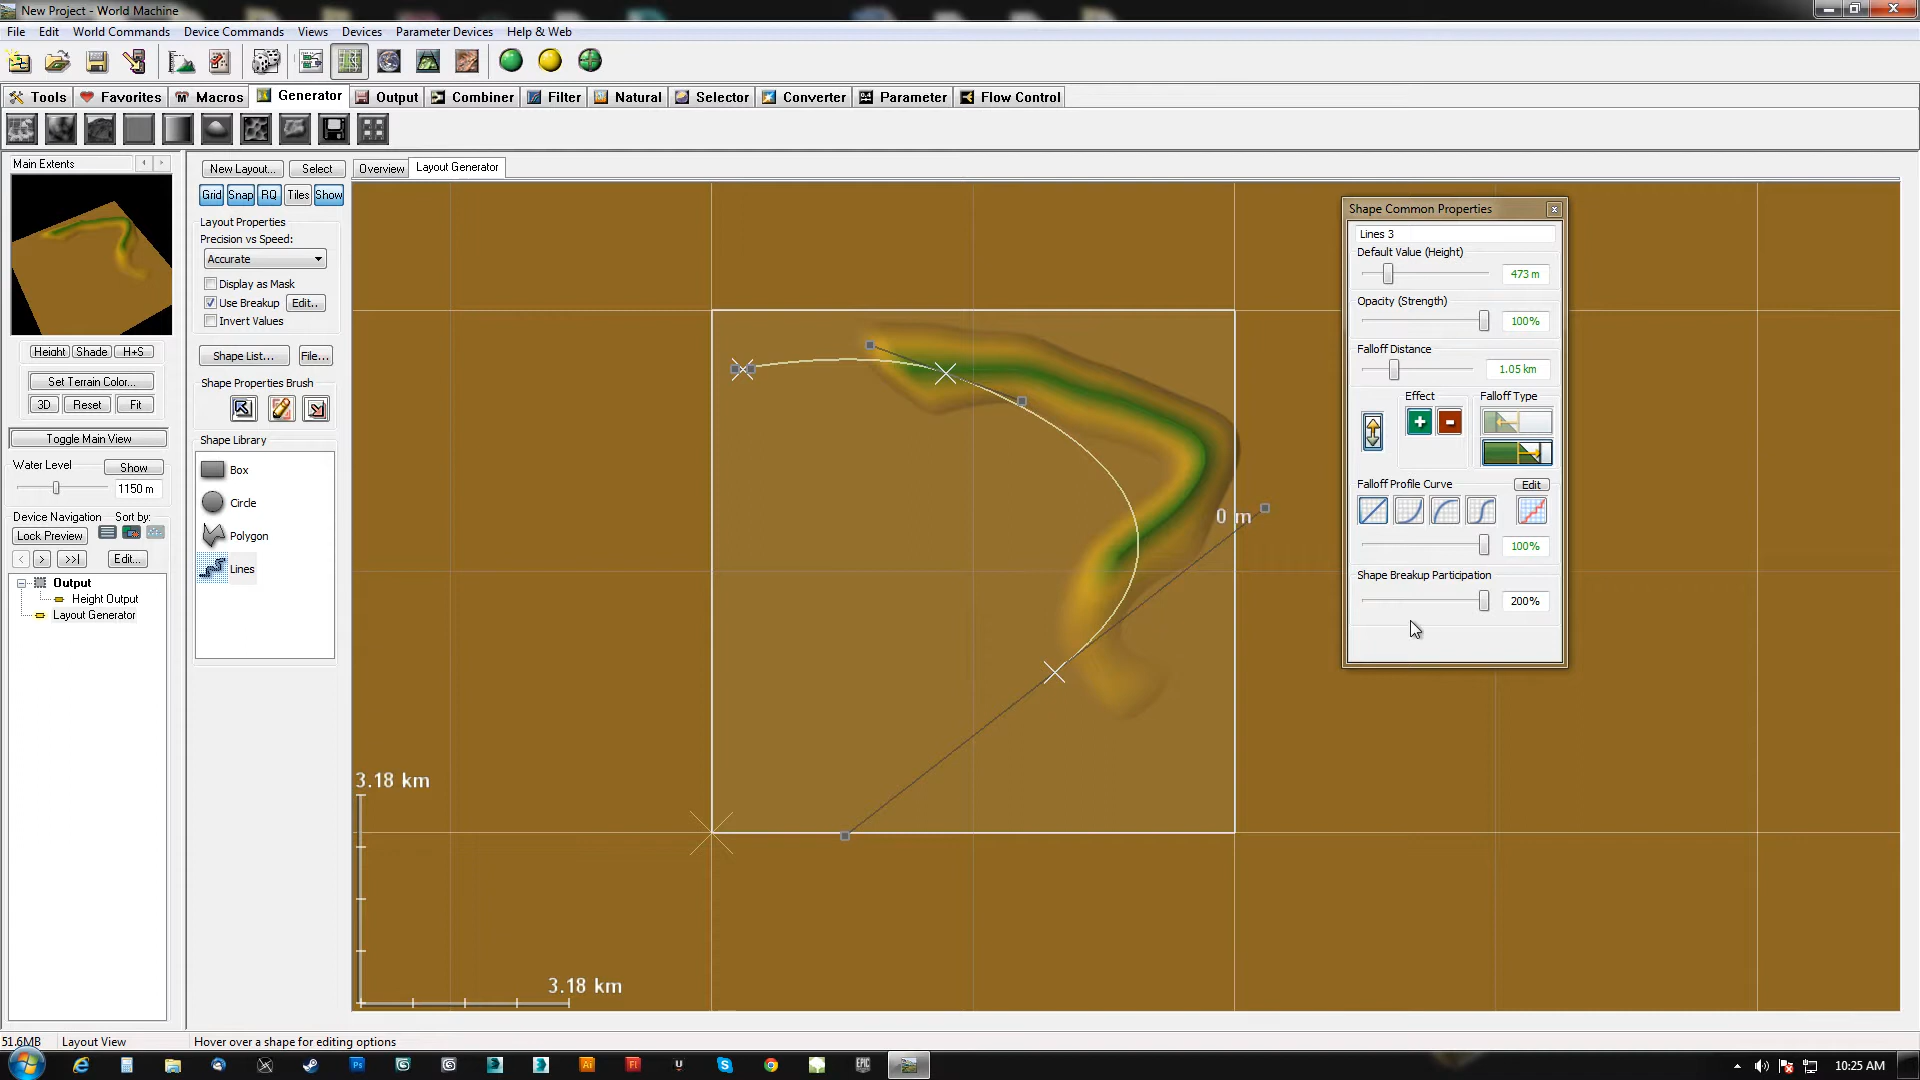 New Project - World Machine
File Edit World Commands Device Commands Views Devices Parameter Devices Help & Web
Tools Favorites Macros Generator Output Combiner Filter Natural Selector Converter Parameter Flow Control
Main Extents
New Layout... Select
Overview Layout Generator
Grid Snap RQ Tiles Show
Layout Properties
Precision vs Speed:
Accurate
Display as Mask
Use Breakup Edit..
Invert Values
Height Shade H+S
Shape List... File...
Set Terrain Color...
Shape Properties Brush
3D Reset Fit
Toggle Main View
Shape Library
Water Level Show
1150 m
Box
Circle
Polygon
Lines
Device Navigation Sort by:
Lock Preview
< > >>| Edit...
Output
Height Output
Layout Generator
0 m
3.18 km
3.18 km
Shape Common Properties
Lines 3
Default Value (Height)
473 m
Opacity (Strength)
100%
Falloff Distance
1.05 km
Effect Falloff Type
Falloff Profile Curve Edit
100%
Shape Breakup Participation
200%
51.6MB Layout View Hover over a shape for editing options
Ps Ai Fl EPIC
10:25 AM